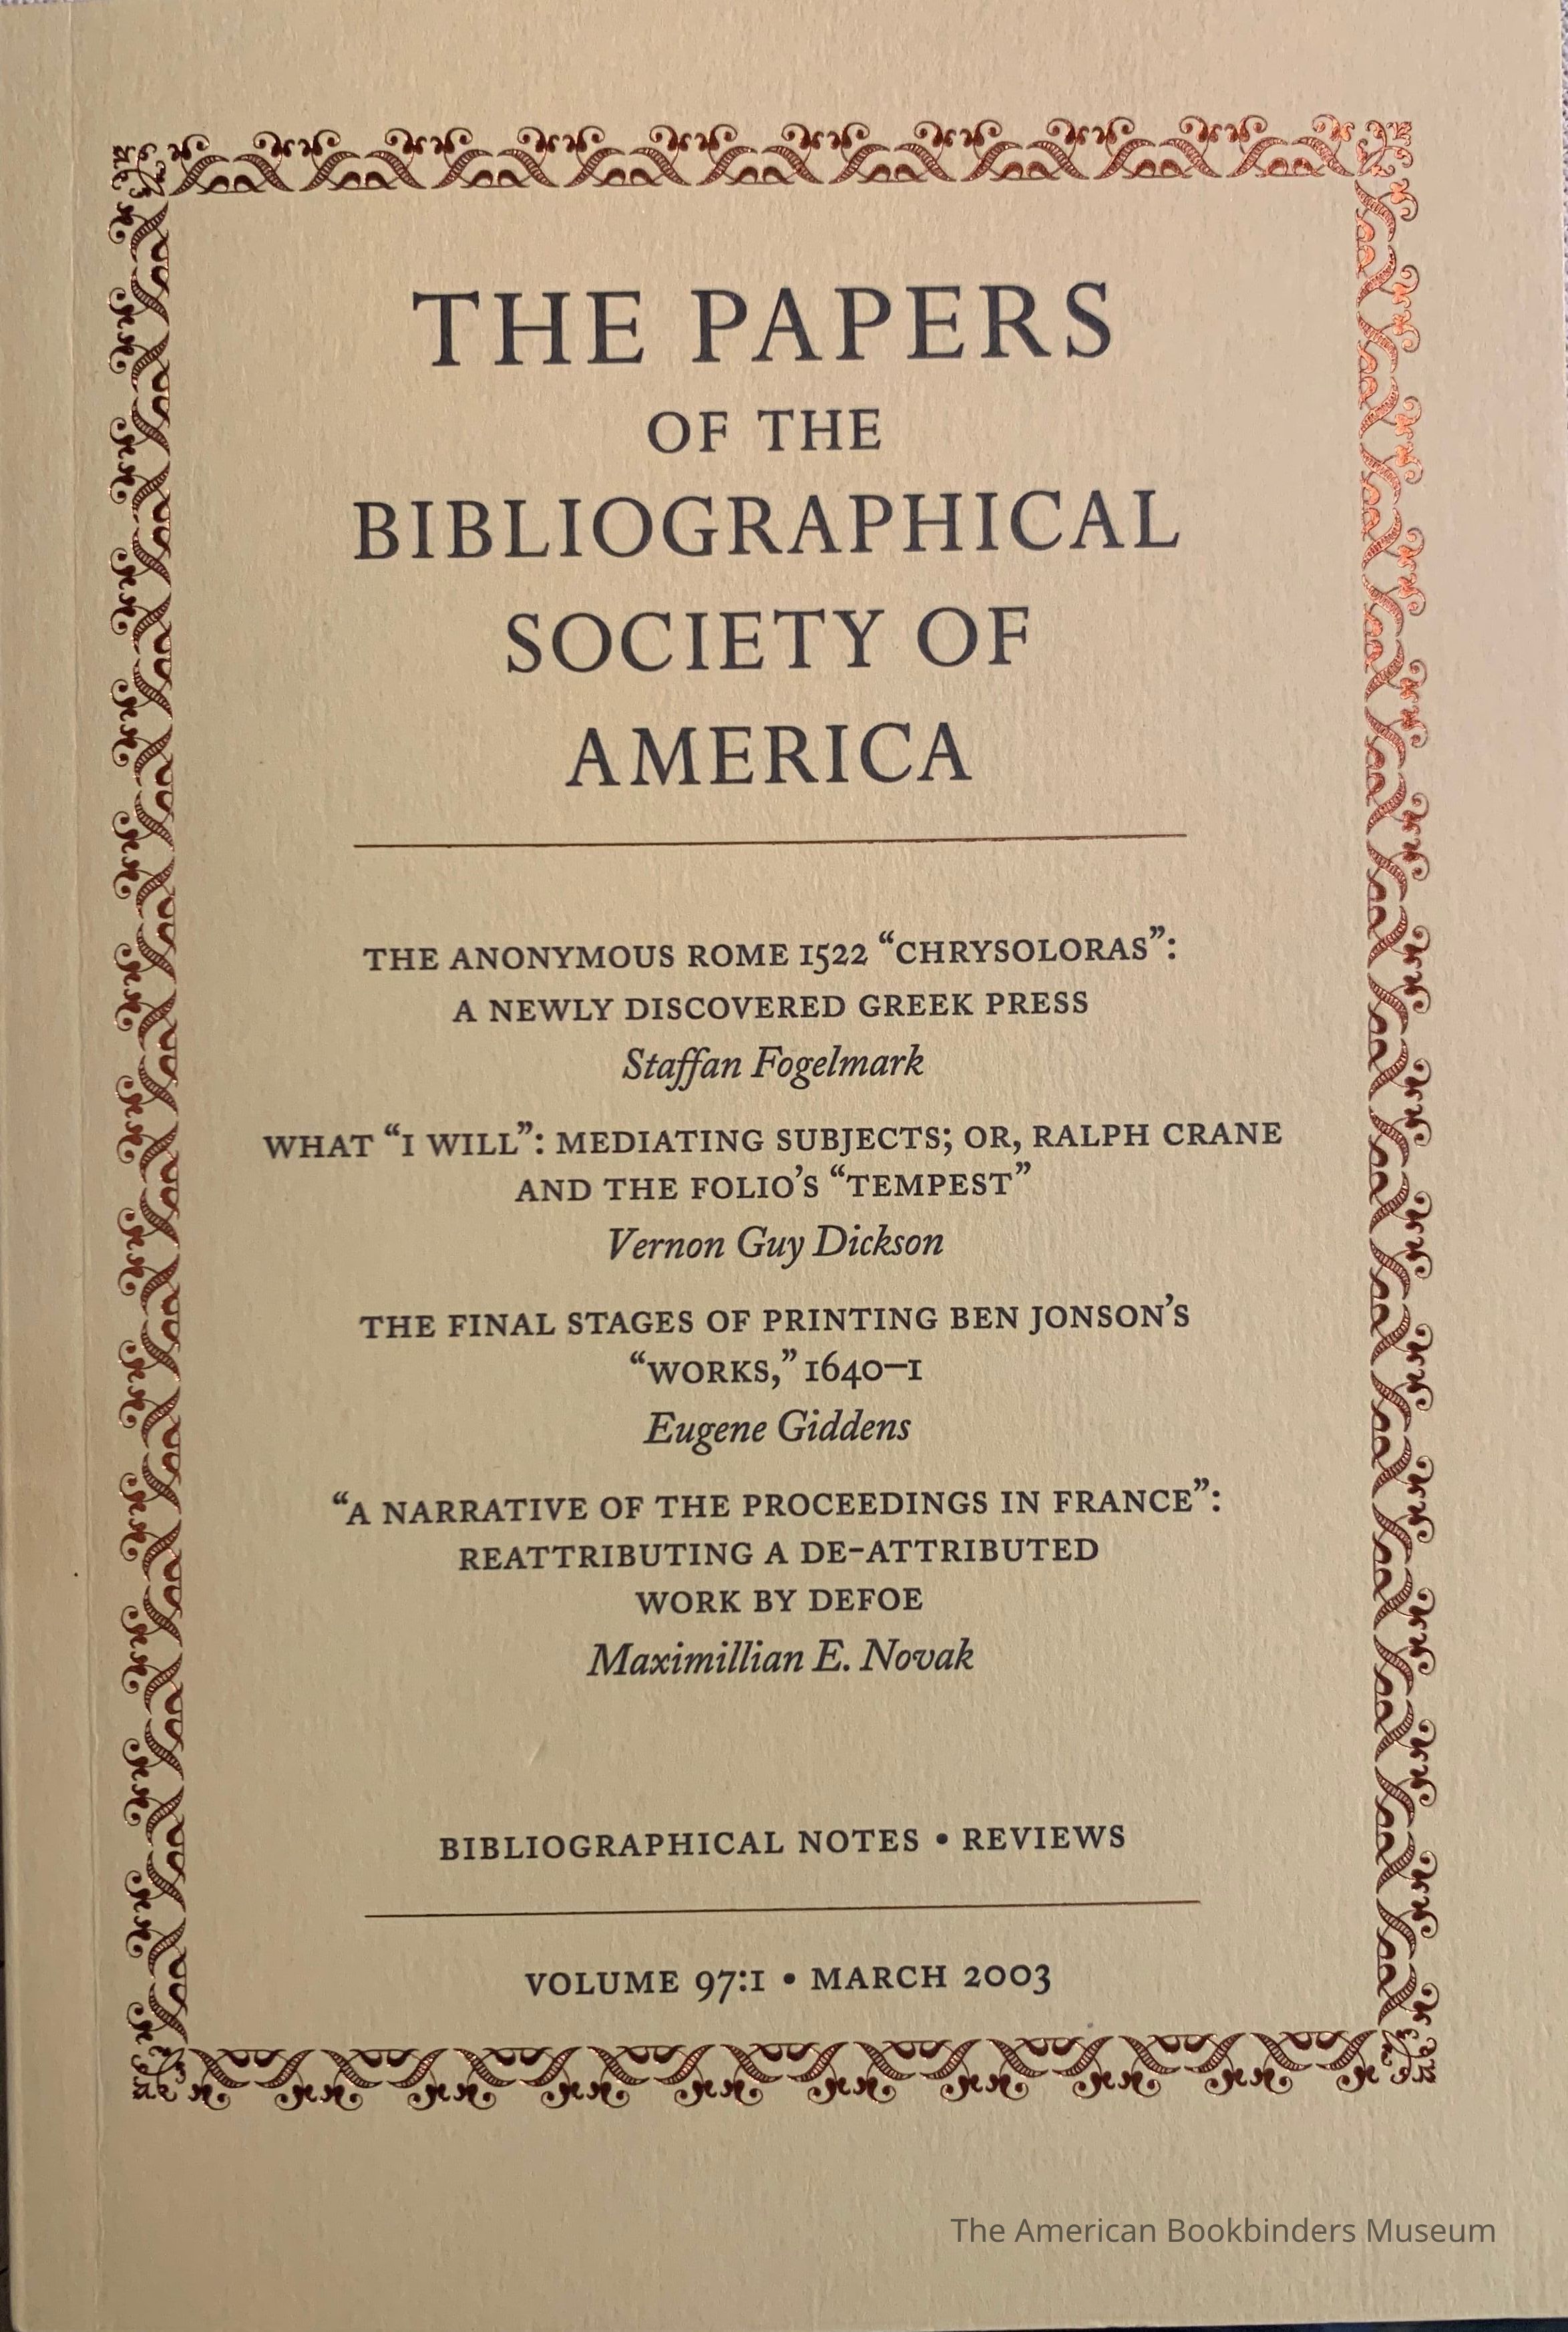 THE PAPERS
OF THE
BIBLIOGRAPHICAL
SOCIETY OF
AMERICA
THE ANONYMOUS ROME 1522 “CHRYSOLORAS”:
A NEWLY DISCOVERED GREEK PRESS
Staffan Fogelmark
WHAT “I WILL”: MEDIATING SUBJECTS; OR, RALPH CRANE
AND THE FOLIO’S “TEMPEST”
Vernon Guy Dickson
THE FINAL STAGES OF PRINTING BEN JONSON’S
“WORKS,” 1640–1
Eugene Giddens
“A NARRATIVE OF THE PROCEEDINGS IN FRANCE”:
REATTRIBUTING A DE-ATTRIBUTED
WORK BY DEFOE
Maximillian E. Novak
BIBLIOGRAPHICAL NOTES • REVIEWS
VOLUME 97:1 • MARCH 2003
The American Bookbinders Museum